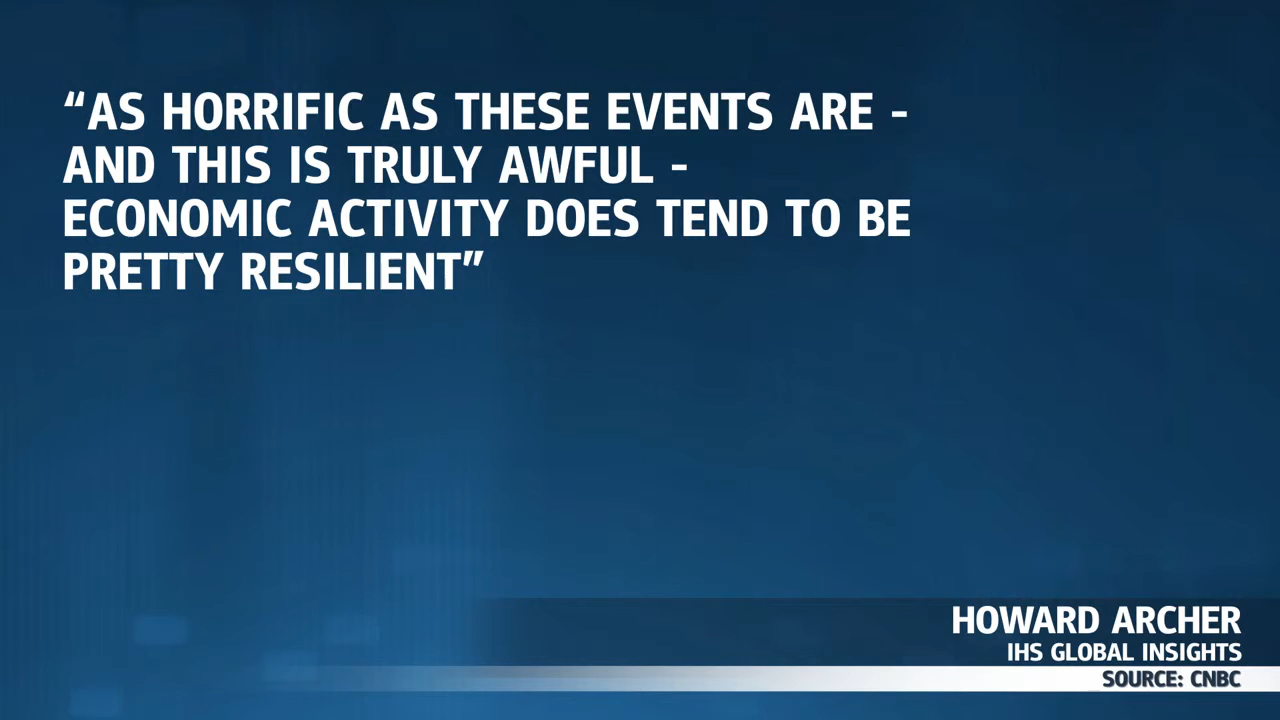 “AS HORRIFIC AS THESE EVENTS ARE -
AND THIS IS TRULY AWFUL -
ECONOMIC ACTIVITY DOES TEND TO BE
PRETTY RESILIENT”
HOWARD ARCHER
IHS GLOBAL INSIGHTS
SOURCE: CNBC